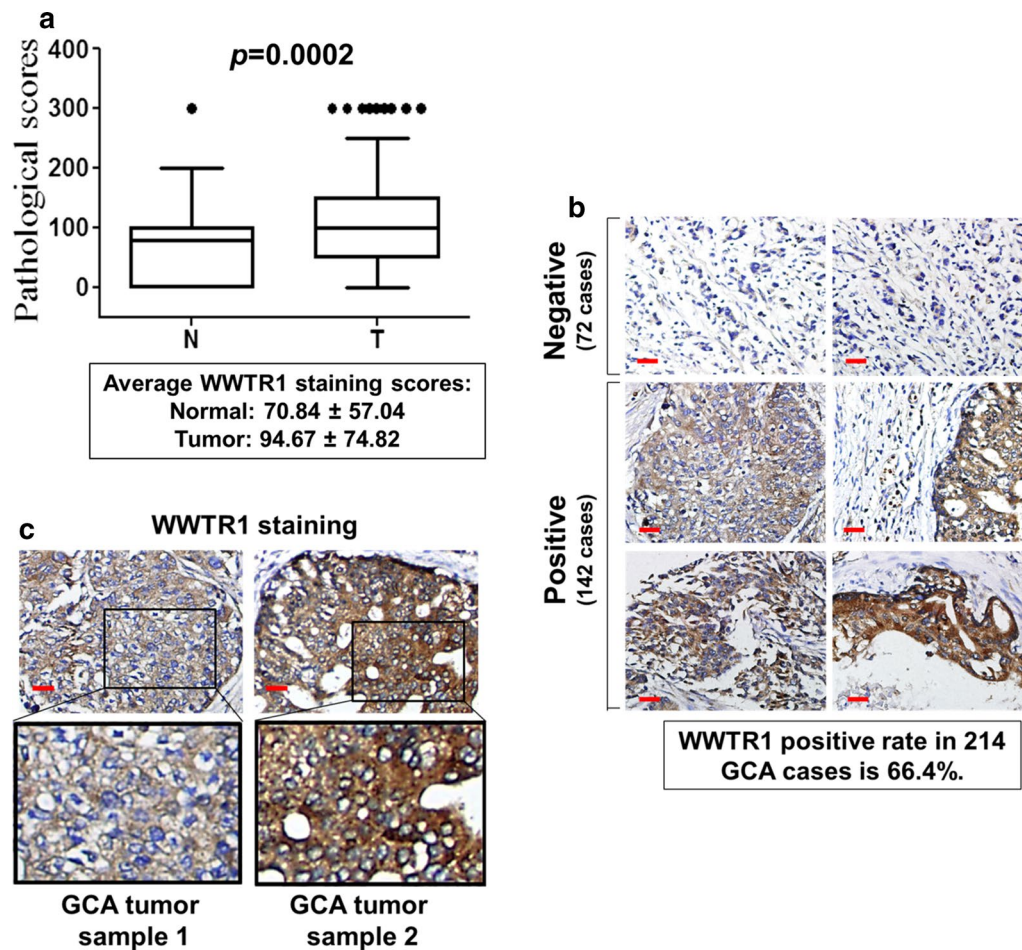 a
p=0.0002
Pathological scores
400
300
200
100
0
N
T
Average WWTR1 staining scores:
Normal: 70.84 ± 57.04
Tumor: 94.67 ± 74.82
b
Negative
(72 cases)
Positive
(142 cases)
WWTR1 positive rate in 214
GCA cases is 66.4%.
c
WWTR1 staining
GCA tumor
sample 1
GCA tumor
sample 2